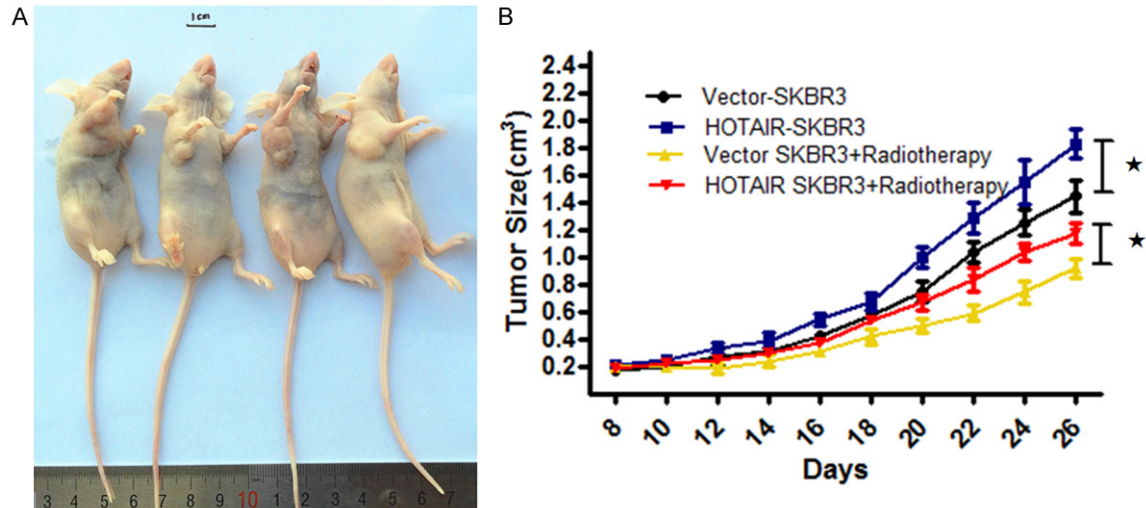 A
1cm
3 4 5 6 7 8 9 10 1 2 3 4 5 6 7
B
Tumor Size(cm³)
2.4
2.2
2.0
1.8
1.6
1.4
1.2
1.0
0.8
0.6
0.4
0.2
Vector-SKBR3
HOTAIR-SKBR3
Vector SKBR3+Radiotherapy
HOTAIR SKBR3+Radiotherapy
★
★
8 10 12 14 16 18 20 22 24 26
Days